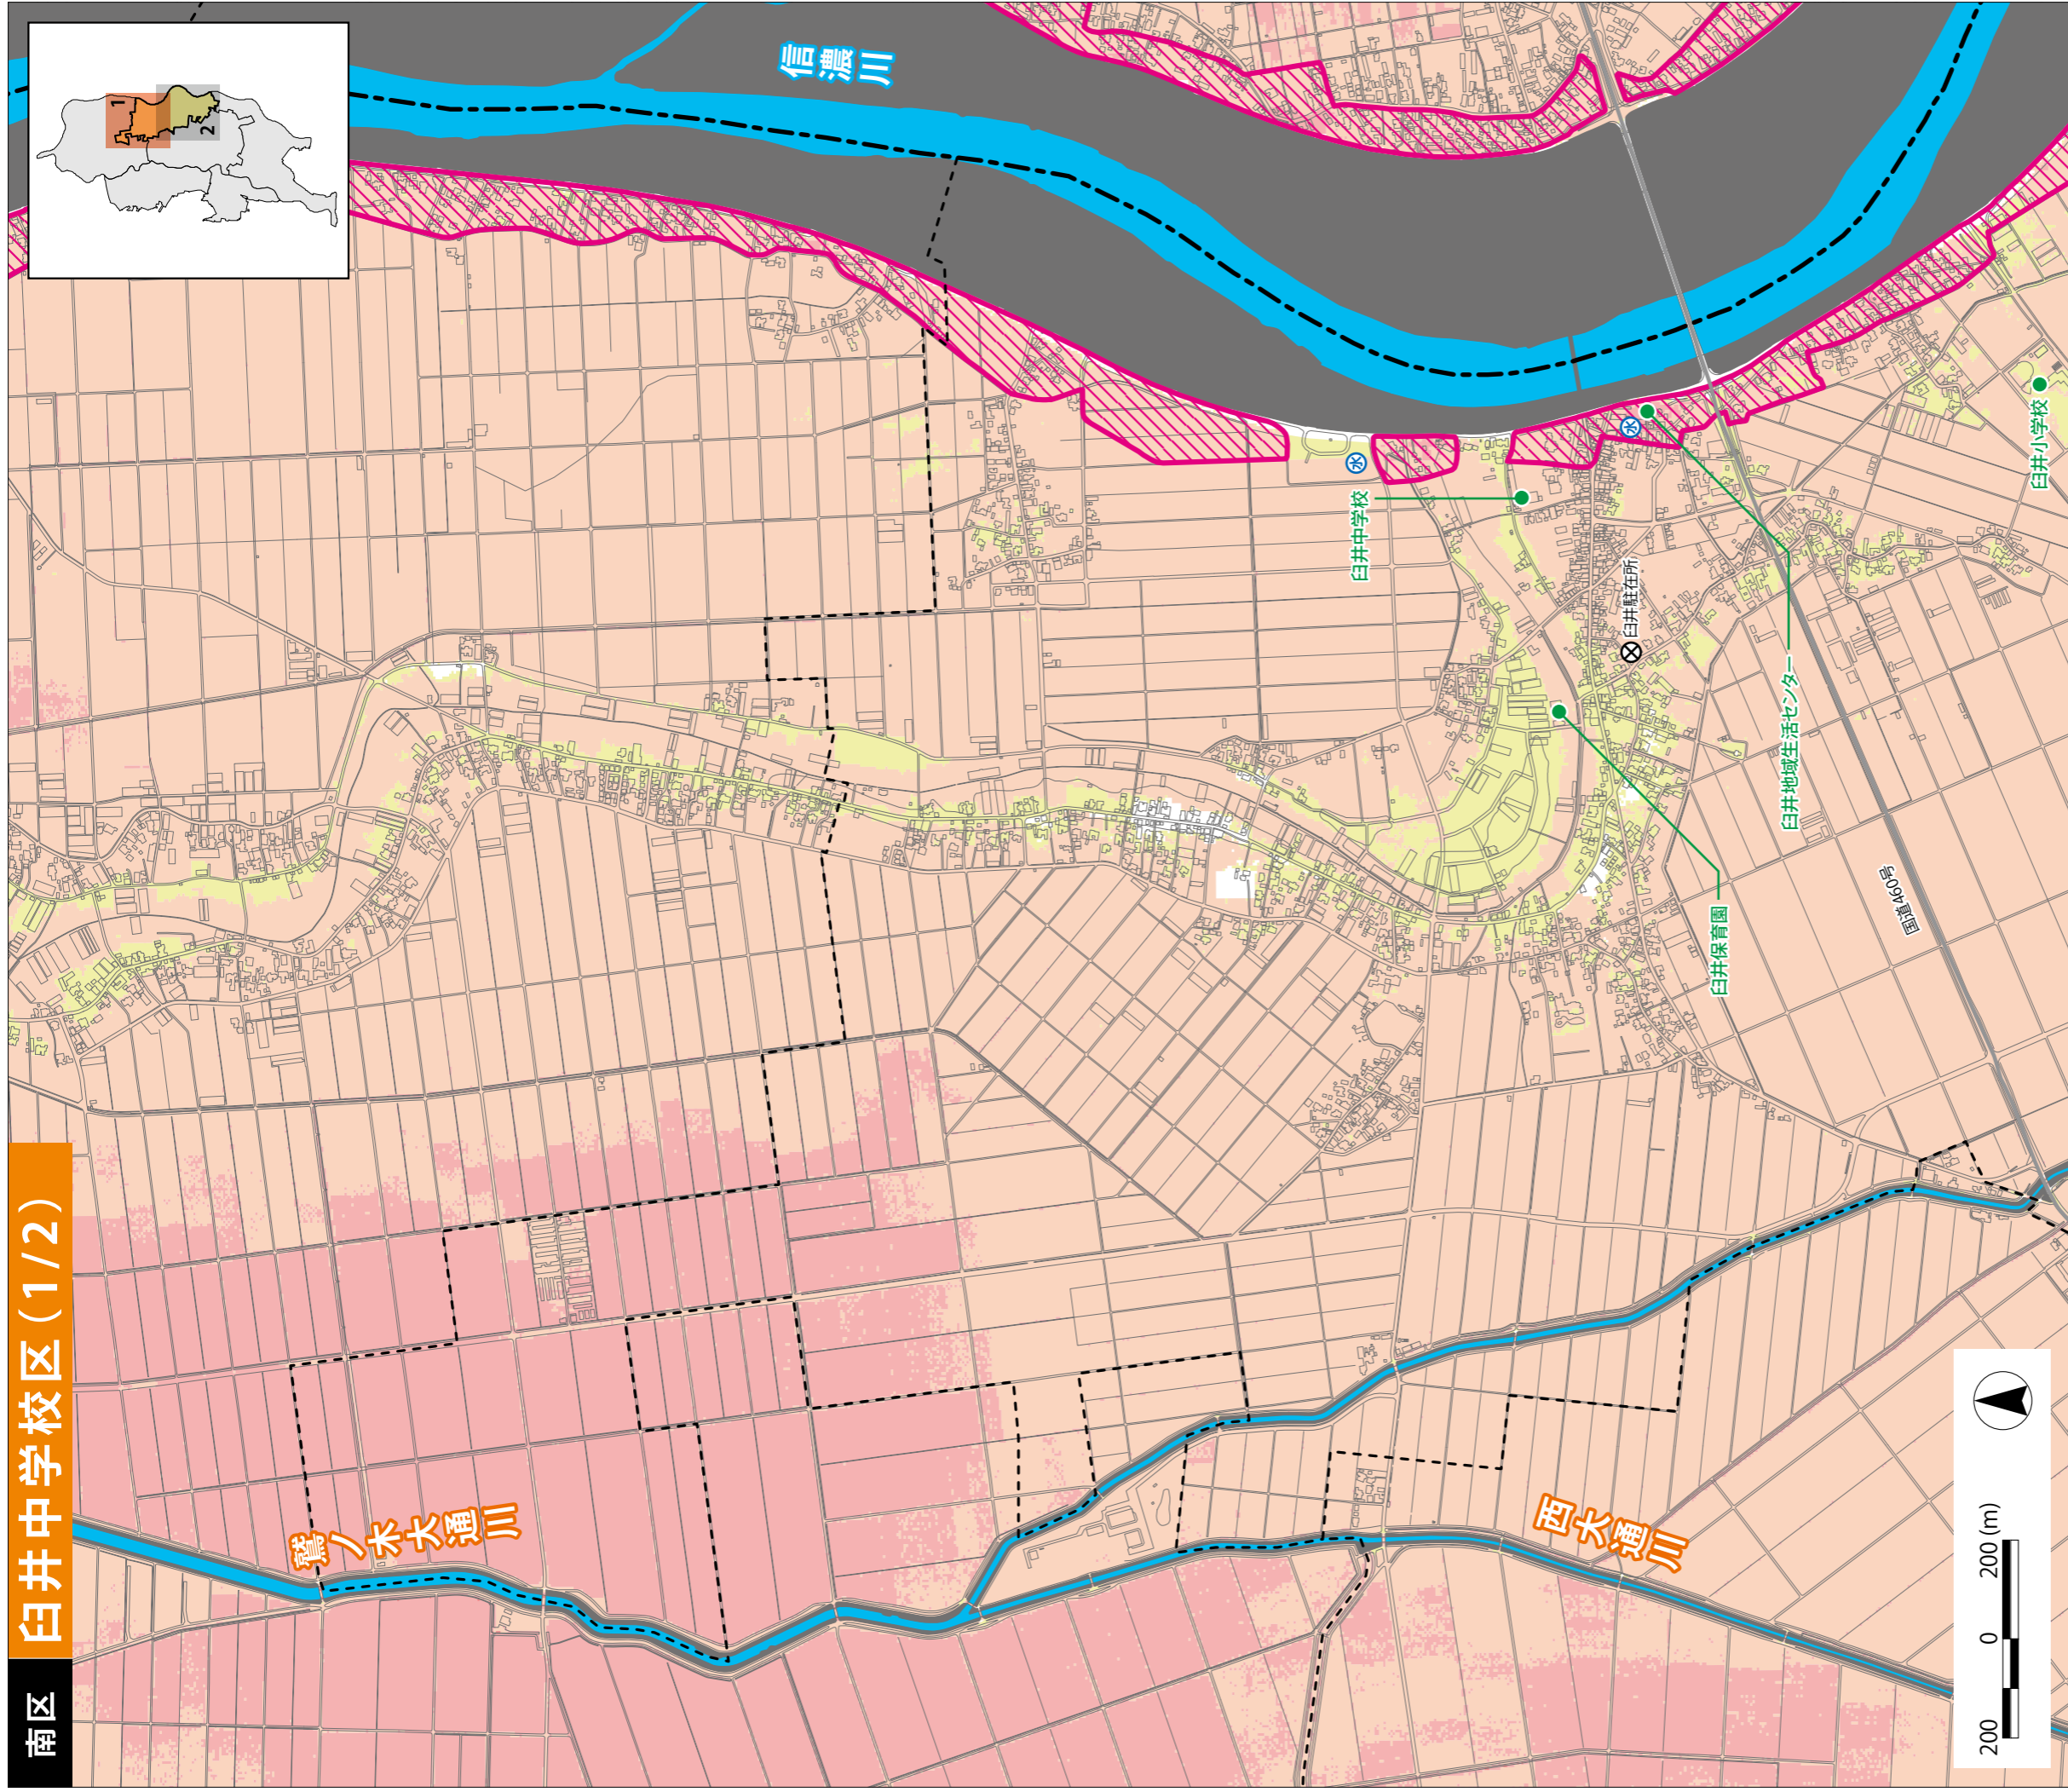 南区
臼井中学校区（1/2）
1
2
信濃川
水
臼井中学校
水
臼井駐在所
臼井小学校
臼井地域生活センター
臼井保育園
国道460号
鷲ノ木大通川
西大通川
200 0 200 (m)